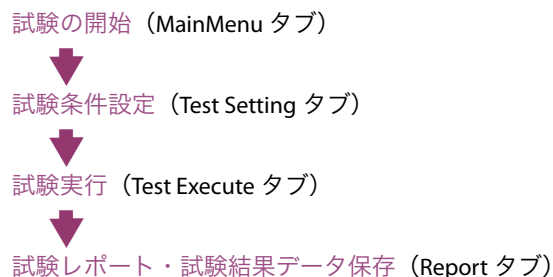 試験の開始（MainMenu タブ）
試験条件設定（Test Setting タブ）
試験実行（Test Execute タブ）
試験レポート・試験結果データ保存（Report タブ）